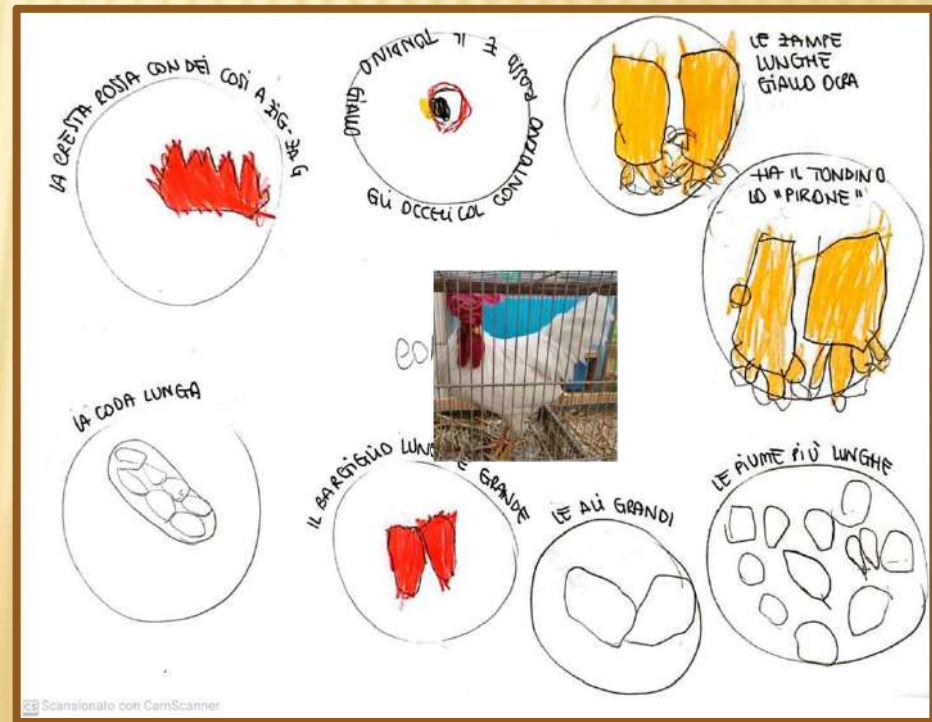 LA CRESTA ROSSA CON DEI COSI A ZIG-ZAG
GLI OCCHI COL CONTORNINO ROSSO E IL TONDINO GIALLO
LE ZAMPE
LUNGHE
GIALLO OCRA
HA IL TONDINO
LO "PIRONE"
LA CODA LUNGA
IL BARGIGLIO LUNGO E GRANDE
LE ALI GRANDI
LE PIUME PIÙ LUNGHE
Scansionato con CamScanner